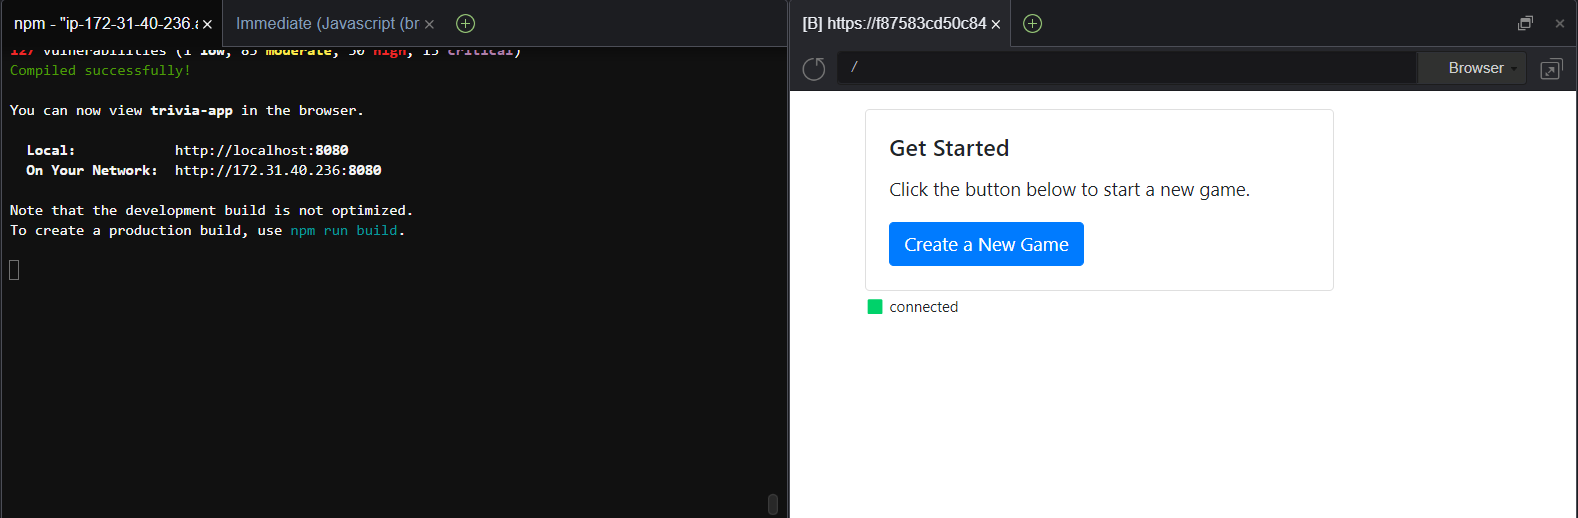 npm - "ip-172-31-40-236.a
Immediate (Javascript (br
127 vulnerabilities (1 low, 85 moderate, 30 high, 15 critical)
Compiled successfully!
You can now view trivia-app in the browser.
Local: http://localhost:8080
On Your Network: http://172.31.40.236:8080
Note that the development build is not optimized.
To create a production build, use npm run build.
[B] https://f87583cd50c84
/
Browser
Get Started
Click the button below to start a new game.
Create a New Game
connected